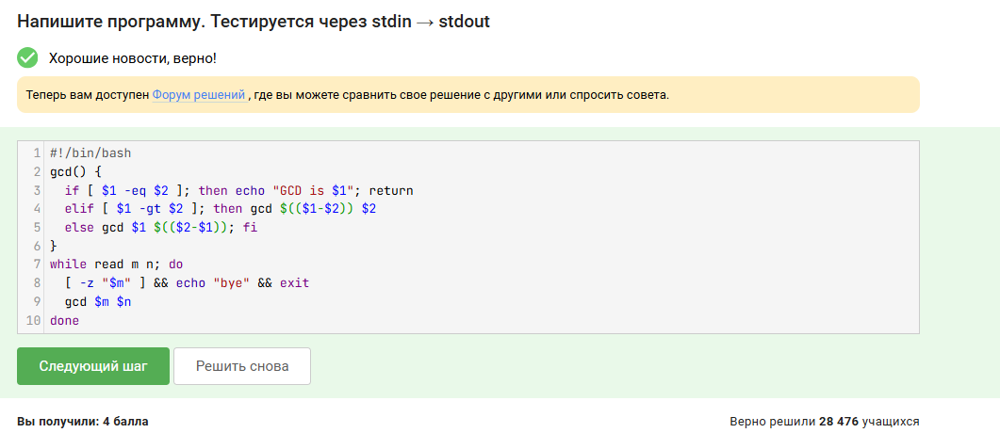 Напишите программу. Тестируется через stdin → stdout
Хорошие новости, верно!
Теперь вам доступен Форум решений , где вы можете сравнить свое решение с другими или спросить совета.
1 #!/bin/bash
2 gcd() {
3   if [ $1 -eq $2 ]; then echo "GCD is $1"; return
4   elif [ $1 -gt $2 ]; then gcd $(($1-$2)) $2
5   else gcd $1 $(($2-$1)); fi
6 }
7 while read m n; do
8   [ -z "$m" ] && echo "bye" && exit
9   gcd $m $n
10 done
Следующий шаг Решить снова
Вы получили: 4 балла Верно решили 28 476 учащихся